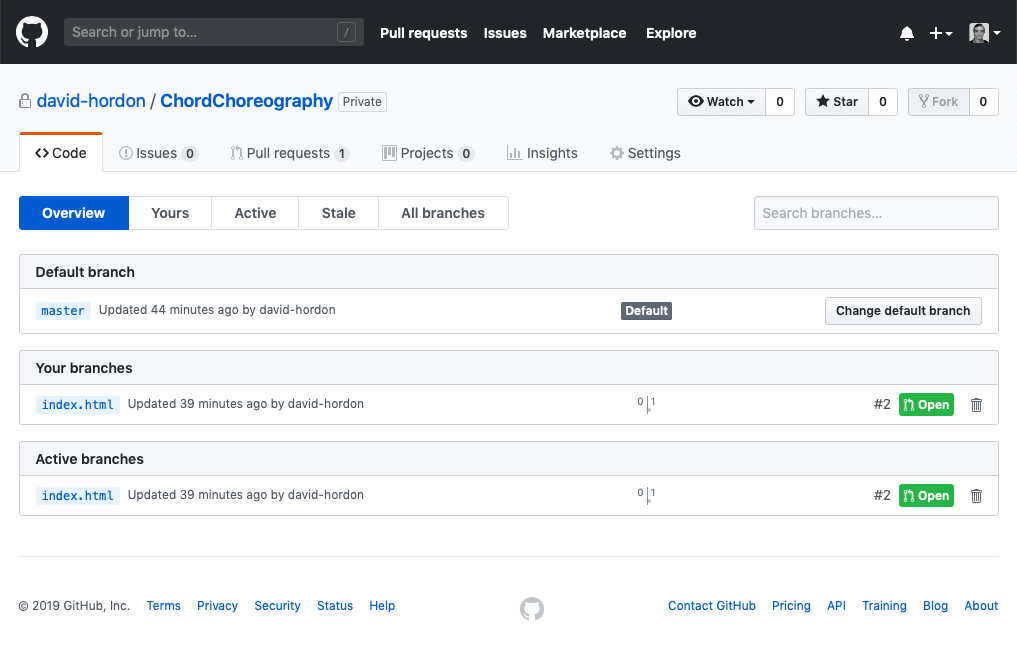 Search or jump to... / Pull requests Issues Marketplace Explore
david-hordon / ChordChoreography Private Watch 0 Star 0 Fork 0
Code Issues 0 Pull requests 1 Projects 0 Insights Settings
Overview Yours Active Stale All branches Search branches...
Default branch
master Updated 44 minutes ago by david-hordon Default Change default branch
Your branches
index.html Updated 39 minutes ago by david-hordon 0 1 #2 Open
Active branches
index.html Updated 39 minutes ago by david-hordon 0 1 #2 Open
© 2019 GitHub, Inc. Terms Privacy Security Status Help Contact GitHub Pricing API Training Blog About